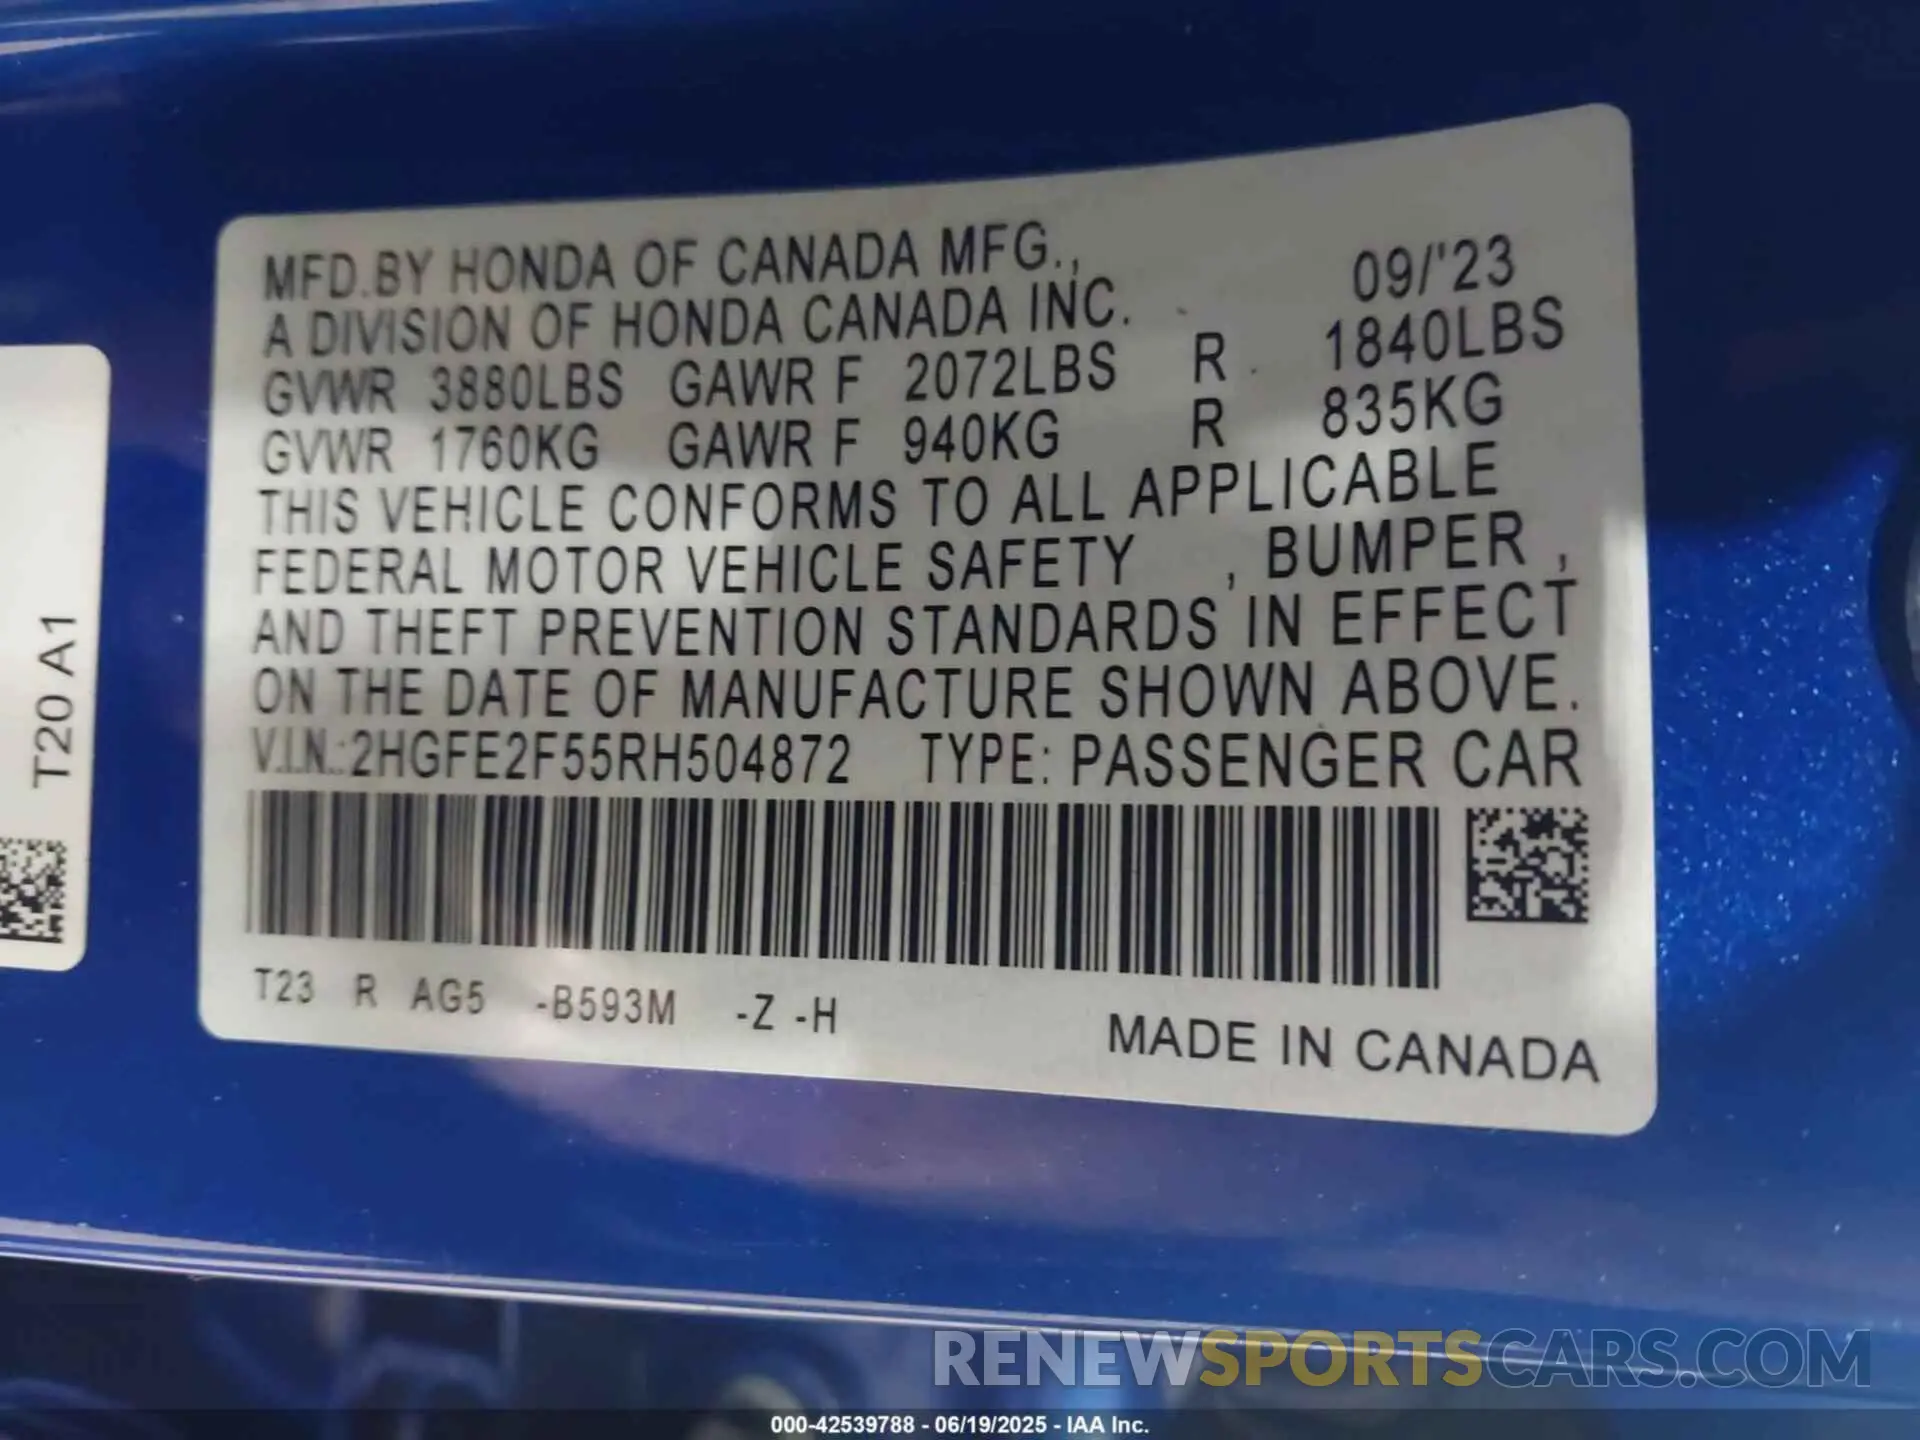 MFD.BY HONDA OF CANADA MFG., 09/'23
A DIVISION OF HONDA CANADA INC.
GVWR 3880LBS GAWR F 2072LBS R 1840LBS
GVWR 1760KG GAWR F 940KG R 835KG
THIS VEHICLE CONFORMS TO ALL APPLICABLE
FEDERAL MOTOR VEHICLE SAFETY , BUMPER ,
AND THEFT PREVENTION STANDARDS IN EFFECT
ON THE DATE OF MANUFACTURE SHOWN ABOVE.
V.I.N.:2HGFE2F55RH504872 TYPE: PASSENGER CAR
T23 R AG5 -B593M -Z -H
MADE IN CANADA
T20 A1
RENEWSPORTSCARS.COM
000-42539788 - 06/19/2025 - IAA Inc.